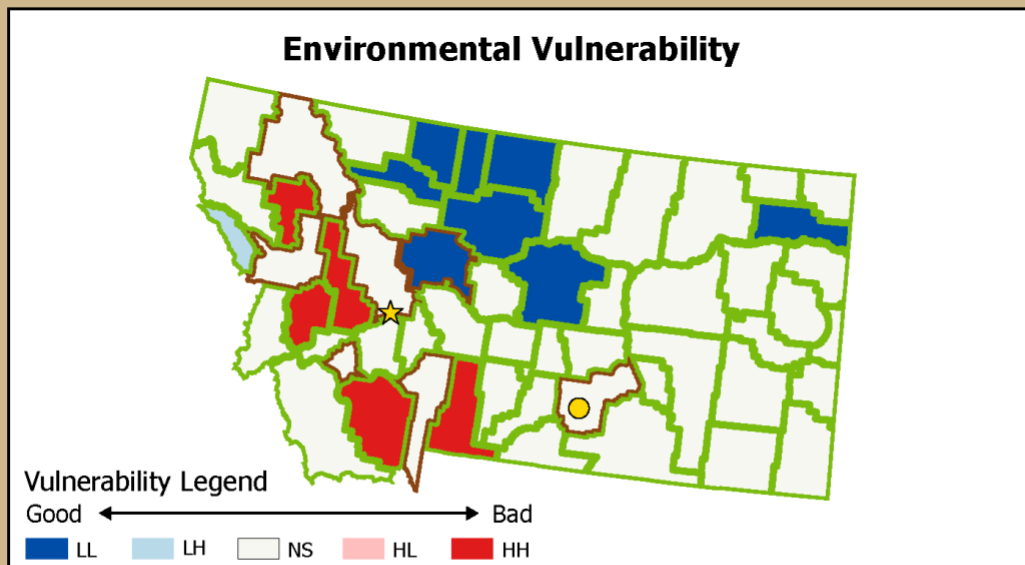 Environmental Vulnerability
Vulnerability Legend
Good Bad
LL LH NS HL HH